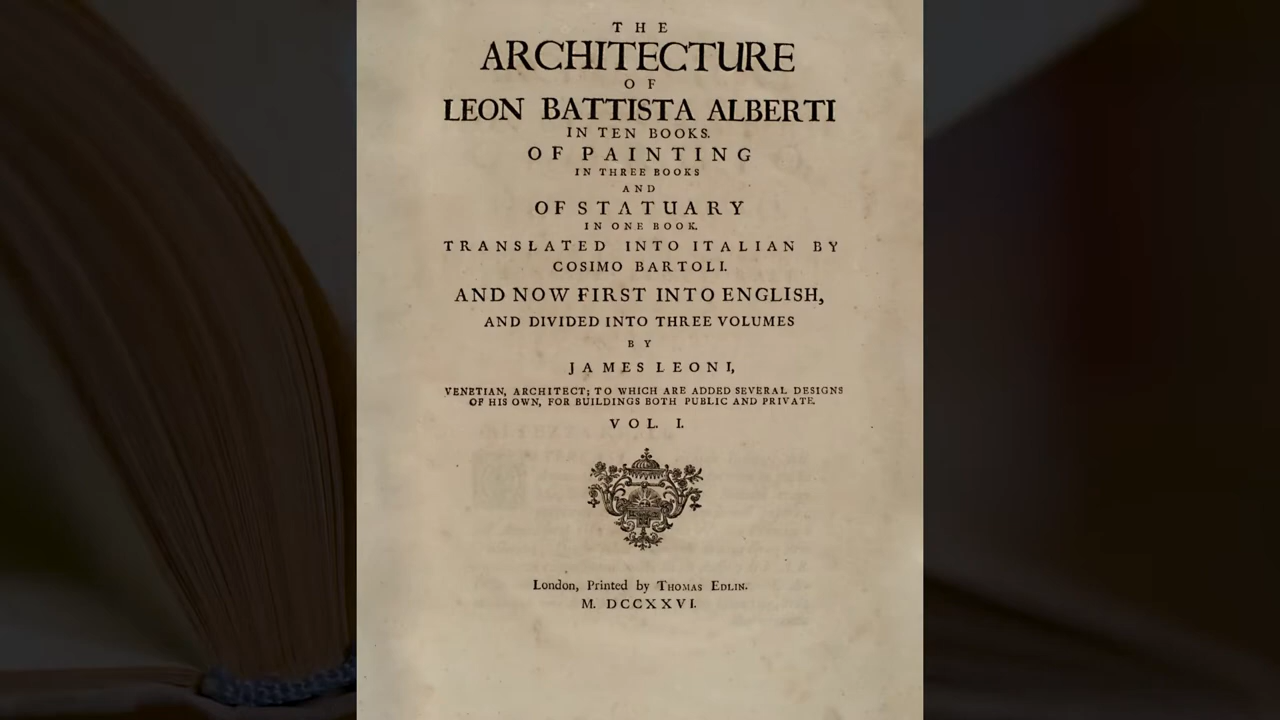 THE
ARCHITECTURE
OF
LEON BATTISTA ALBERTI
IN TEN BOOKS.
OF PAINTING
IN THREE BOOKS
AND
OF STATUARY
IN ONE BOOK.
TRANSLATED INTO ITALIAN BY
COSIMO BARTOLI.
AND NOW FIRST INTO ENGLISH,
AND DIVIDED INTO THREE VOLUMES
BY
JAMES LEONI,
VENETIAN, ARCHITECT; TO WHICH ARE ADDED SEVERAL DESIGNS
OF HIS OWN, FOR BUILDINGS BOTH PUBLIC AND PRIVATE.
VOL. I.
London, Printed by THOMAS EDLIN.
M. DCCXXVI.